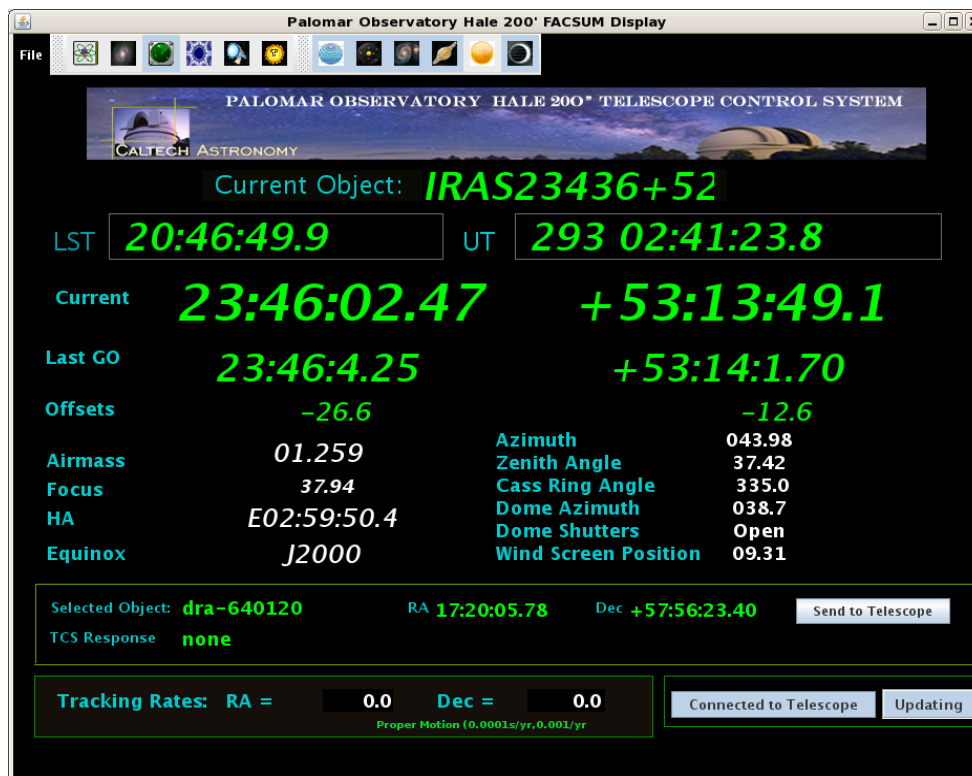 Palomar Observatory Hale 200' FACSUM Display
File
PALOMAR OBSERVATORY HALE 200" TELESCOPE CONTROL SYSTEM
CALTECH ASTRONOMY
Current Object: IRAS23436+52
LST 20:46:49.9 UT 293 02:41:23.8
Current 23:46:02.47 +53:13:49.1
Last GO 23:46:4.25 +53:14:1.70
Offsets -26.6 -12.6
Airmass 01.259
Focus 37.94
HA E02:59:50.4
Equinox J2000
Azimuth 043.98
Zenith Angle 37.42
Cass Ring Angle 335.0
Dome Azimuth 038.7
Dome Shutters Open
Wind Screen Position 09.31
Selected Object: dra-640120 RA 17:20:05.78 Dec +57:56:23.40 Send to Telescope
TCS Response none
Tracking Rates: RA = 0.0 Dec = 0.0
Proper Motion (0.0001s/yr,0.001/yr
Connected to Telescope Updating